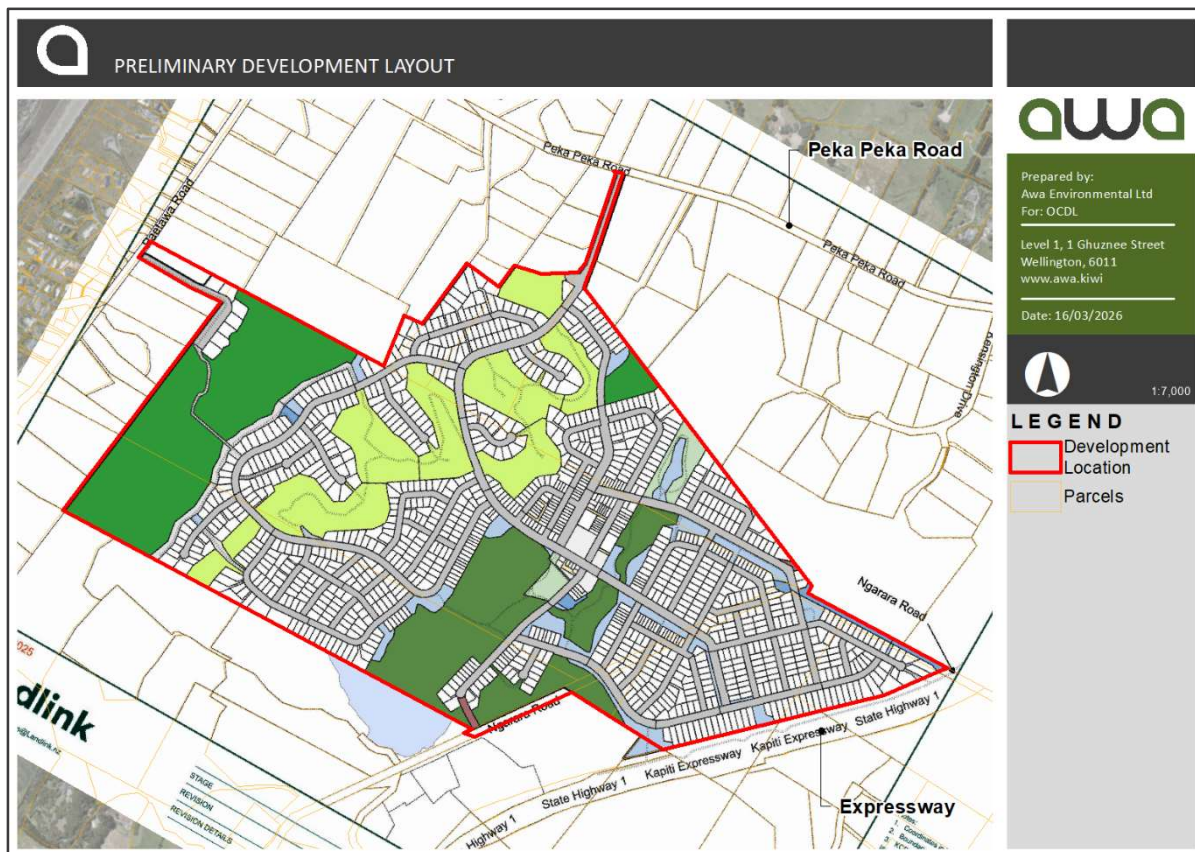 PRELIMINARY DEVELOPMENT LAYOUT
awa
Prepared by:
Awa Environmental Ltd
For: OCDL
Level 1, 1 Ghuznee Street
Wellington, 6011
www.awa.kiwi
Date: 16/03/2026
1:7,000
LEGEND
Development
Location
Parcels
Peka Peka Road
Peka Peka Road
Peka Peka Road
Paetawa Road
Kensington Drive
Ngarara Road
Ngarara Road
State Highway 1
Kapiti Expressway
Kapiti Expressway
State Highway 1
Highway 1
Expressway
025
dlink
STAGE
REVISION
REVISION DETAILS